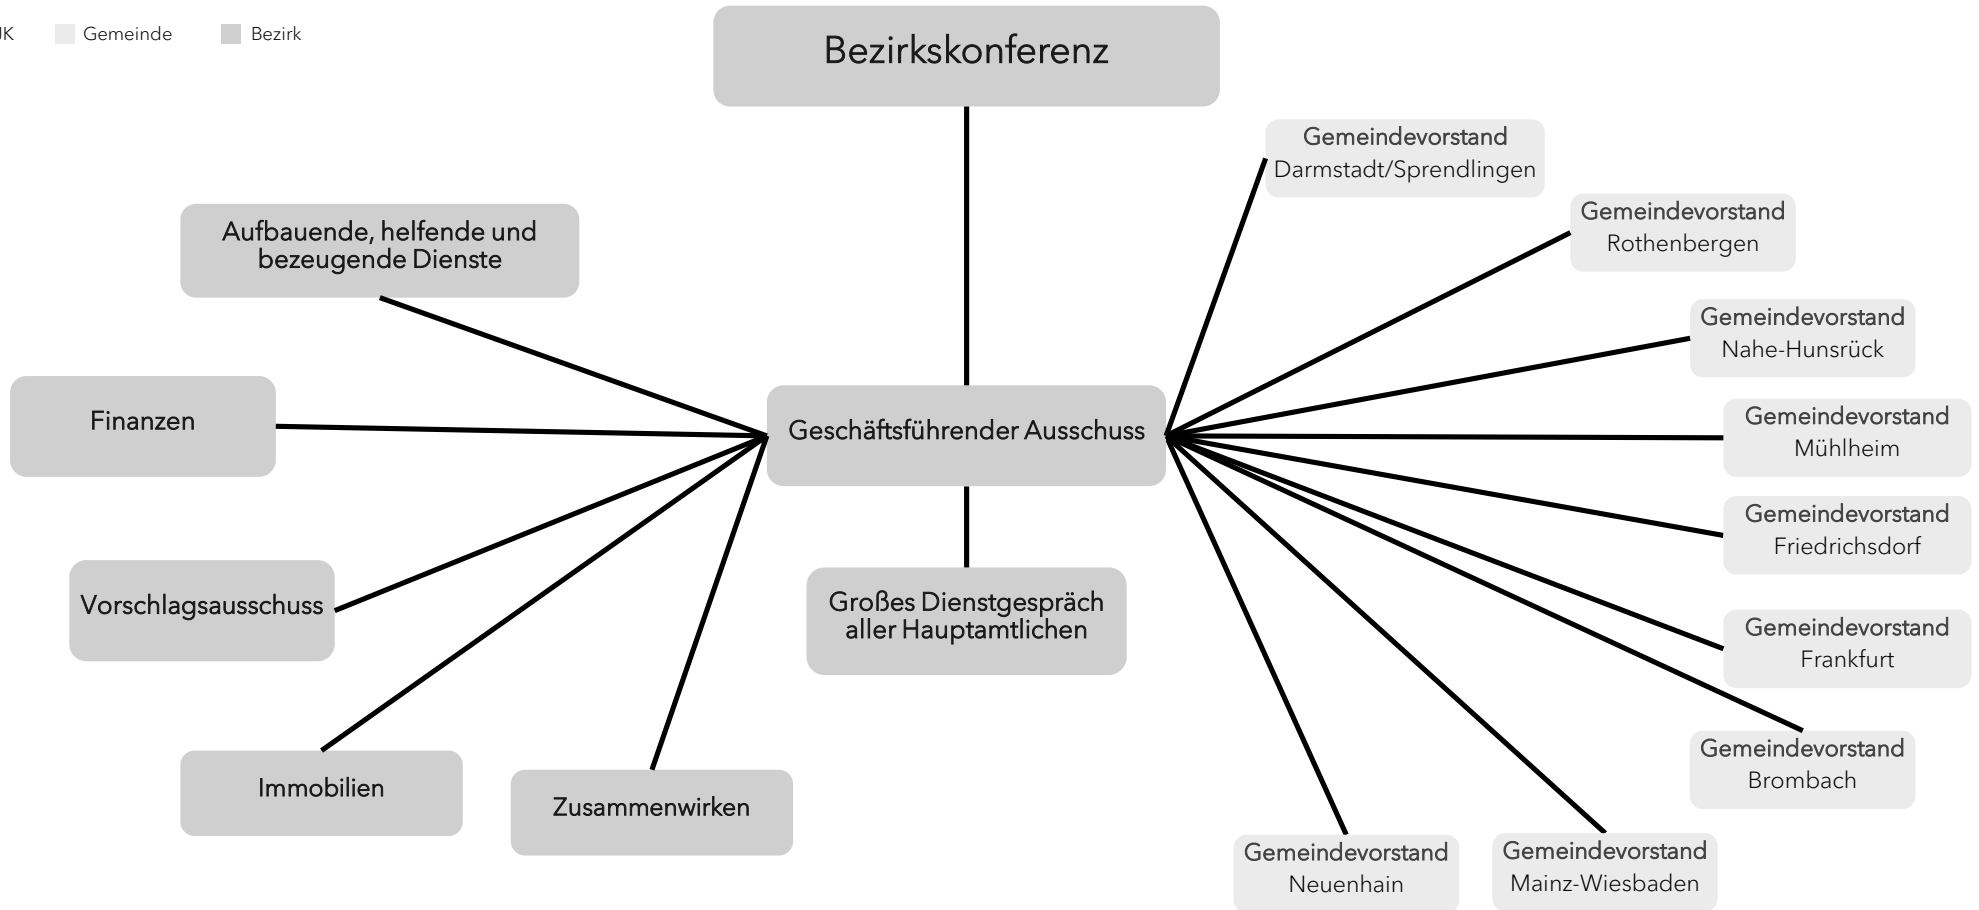 Gemeinde
Bezirk
Bezirkskonferenz
Gemeindevorstand
Darmstadt/Sprendlingen
Gemeindevorstand
Rothenbergen
Aufbauende, helfende und
bezeugende Dienste
Gemeindevorstand
Nahe-Hunsrück
Finanzen
Geschäftsführender Ausschuss
Gemeindevorstand
Mühlheim
Gemeindevorstand
Friedrichsdorf
Vorschlagsausschuss
Großes Dienstgespräch
aller Hauptamtlichen
Gemeindevorstand
Frankfurt
Immobilien
Zusammenwirken
Gemeindevorstand
Brombach
Gemeindevorstand
Neuenhain
Gemeindevorstand
Mainz-Wiesbaden